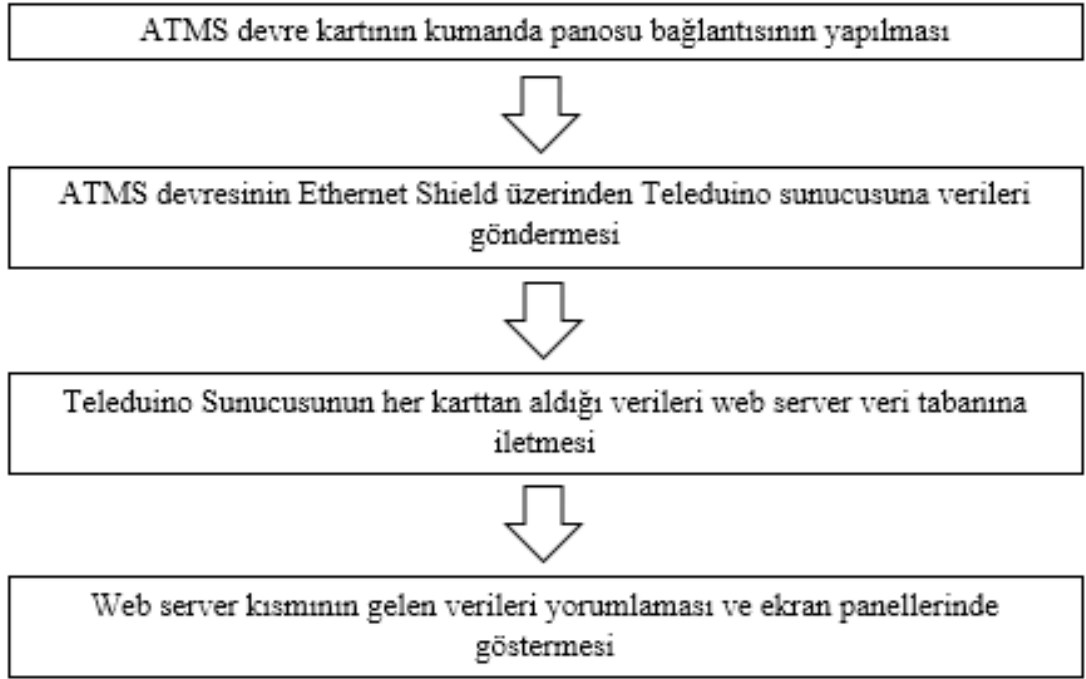 ATMS devre kartının kumanda panosu bağlantısının yapılması
ATMS devresinin Ethernet Shield üzerinden Teleduino sunucusuna verileri
göndermesi
Teleduino Sunucusunun her karttan aldığı verileri web server veri tabanına
iletmesi
Web server kısmının gelen verileri yorumlaması ve ekran panellerinde
göstermesi